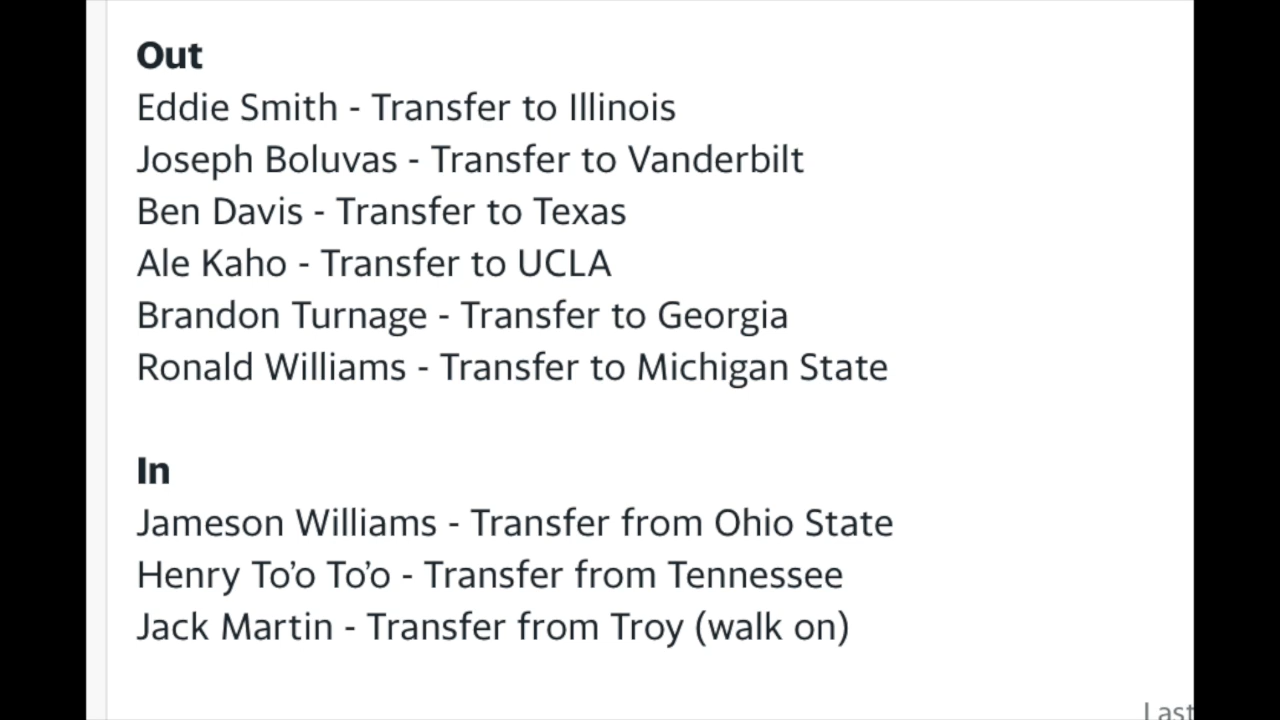 Out
Eddie Smith - Transfer to Illinois
Joseph Boluvas - Transfer to Vanderbilt
Ben Davis - Transfer to Texas
Ale Kaho - Transfer to UCLA
Brandon Turnage - Transfer to Georgia
Ronald Williams - Transfer to Michigan State
In
Jameson Williams - Transfer from Ohio State
Henry To’o To’o - Transfer from Tennessee
Jack Martin - Transfer from Troy (walk on)
Last